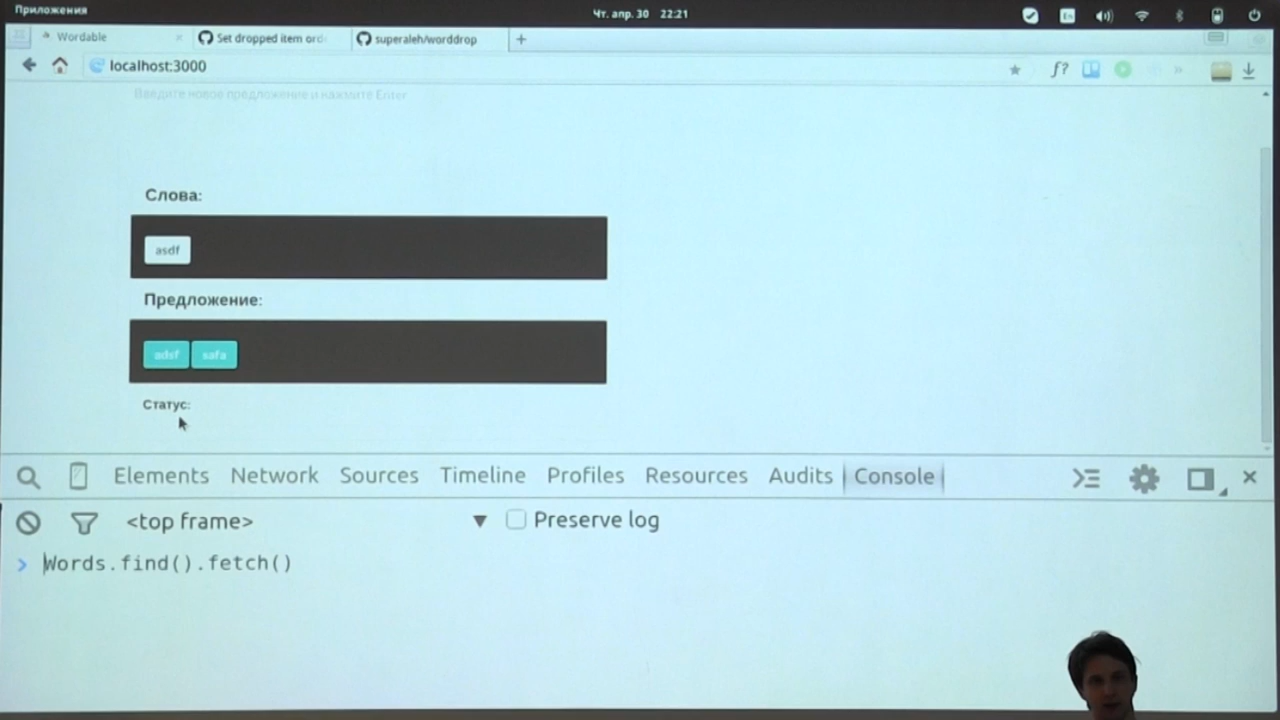 Приложения Чт. апр. 30 22:21 En
Wordable Set dropped item ord superaleh/worddrop +
localhost:3000 f?
Введите новое предложение и нажмите Enter
Слова:
asdf
Предложение:
adsf safa
Статус:
Elements Network Sources Timeline Profiles Resources Audits Console
<top frame> Preserve log
Words.find().fetch()